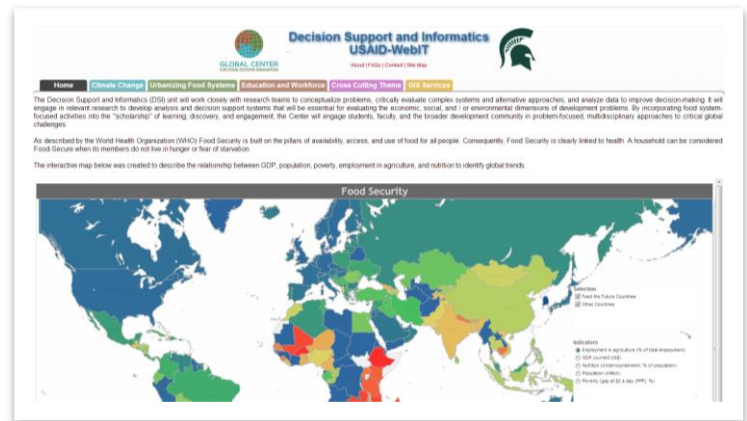 Decision Support and Informatics
USAID-WebIT
GLOBAL CENTER
FOR FOOD SYSTEMS INNOVATION
About | FAQs | Contact | Site Map
Home Climate Change Urbanizing Food Systems Education and Workforce Cross Cutting Theme GIS Services
The Decision Support and Informatics (DSI) unit will work closely with research teams to conceptualize problems, critically evaluate complex systems and alternative approaches, and analyze data to improve decision-making. It will
engage in relevant research to develop analysis and decision support systems that will be essential for evaluating the economic, social, and / or environmental dimensions of development problems. By incorporating food system-
focused activities into the "scholarship" of learning, discovery, and engagement, the Center will engage students, faculty, and the broader development community in problem-focused, multidisciplinary approaches to critical global
challenges.
As described by the World Health Organization (WHO) Food Security is built on the pillars of availability, access, and use of food for all people. Consequently, Food Security is clearly linked to health. A household can be considered
Food-Secure when its members do not live in hunger or fear of starvation.
The interactive map below was created to describe the relationship between GDP, population, poverty, employment in agriculture, and nutrition to identify global trends.
Food Security
Selection
Feed the Future Countries
Other Countries
Indicators
Employment in agriculture (% of total employment)
GDP (current US$)
Nutrition (undernourishment, % of population)
Population (million)
Poverty (gap at $2 a day (PPP), %)